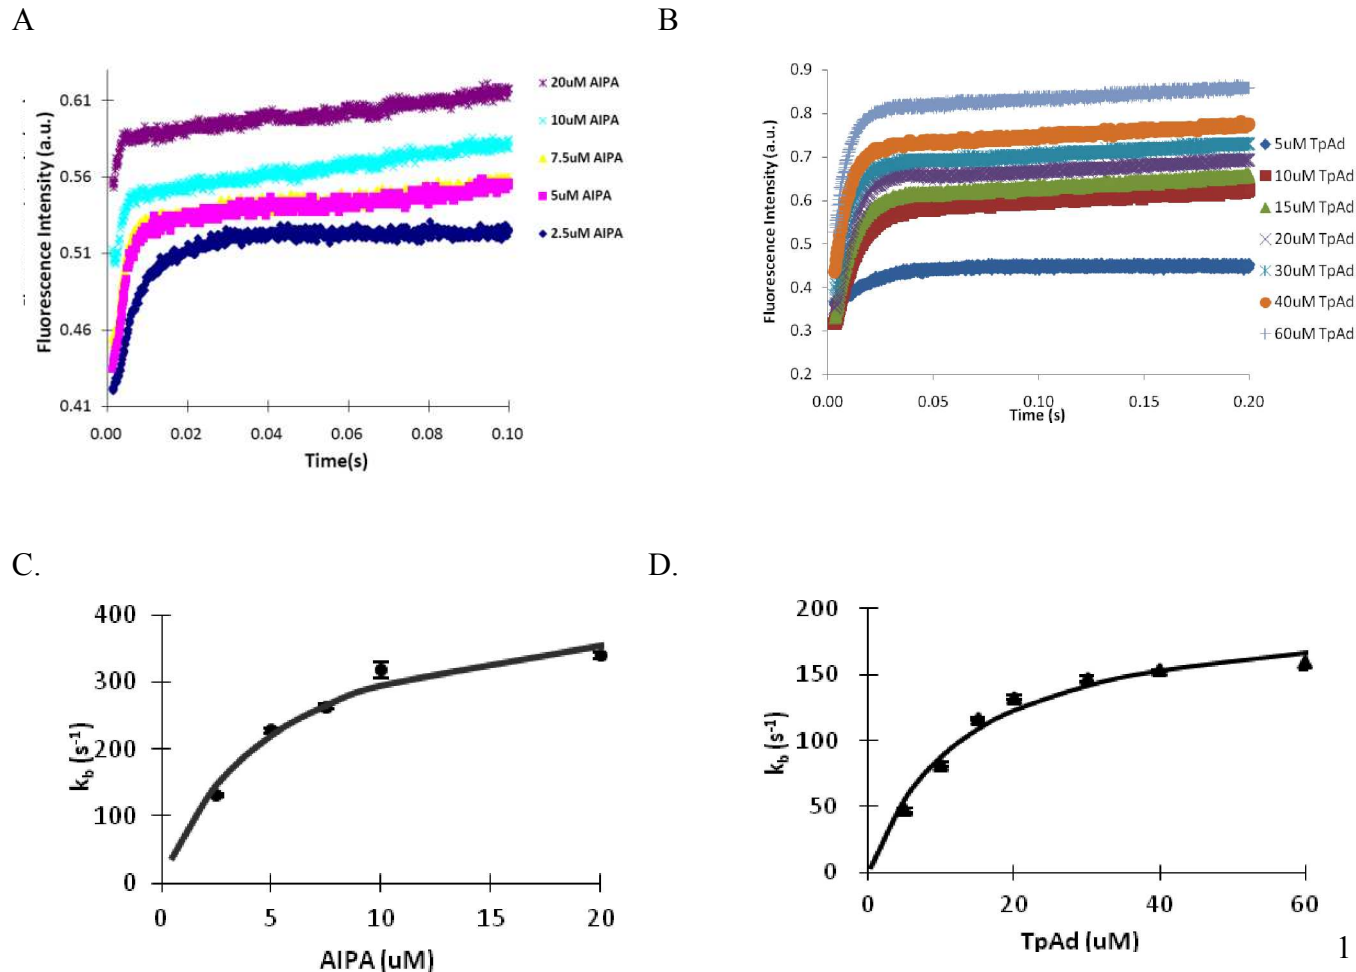 A
B
Fluorescence Intensity (a.u.)
0.61
0.56
0.51
0.46
0.41
0.00
0.02
0.04
0.06
0.08
0.10
Time(s)
20uM AIPA
10uM AIPA
7.5uM AIPA
5uM AIPA
2.5uM AIPA
Fluorescence Intensity (a.u.)
0.9
0.8
0.7
0.6
0.5
0.4
0.3
0.2
0.00
0.05
0.10
0.15
0.20
Time (s)
5uM TpAd
10uM TpAd
15uM TpAd
20uM TpAd
30uM TpAd
40uM TpAd
60uM TpAd
C.
D.
k_b (s⁻¹)
400
300
200
100
0
0
5
10
15
20
AIPA (uM)
k_b (s⁻¹)
200
150
100
50
0
0
20
40
60
TpAd (uM)
1